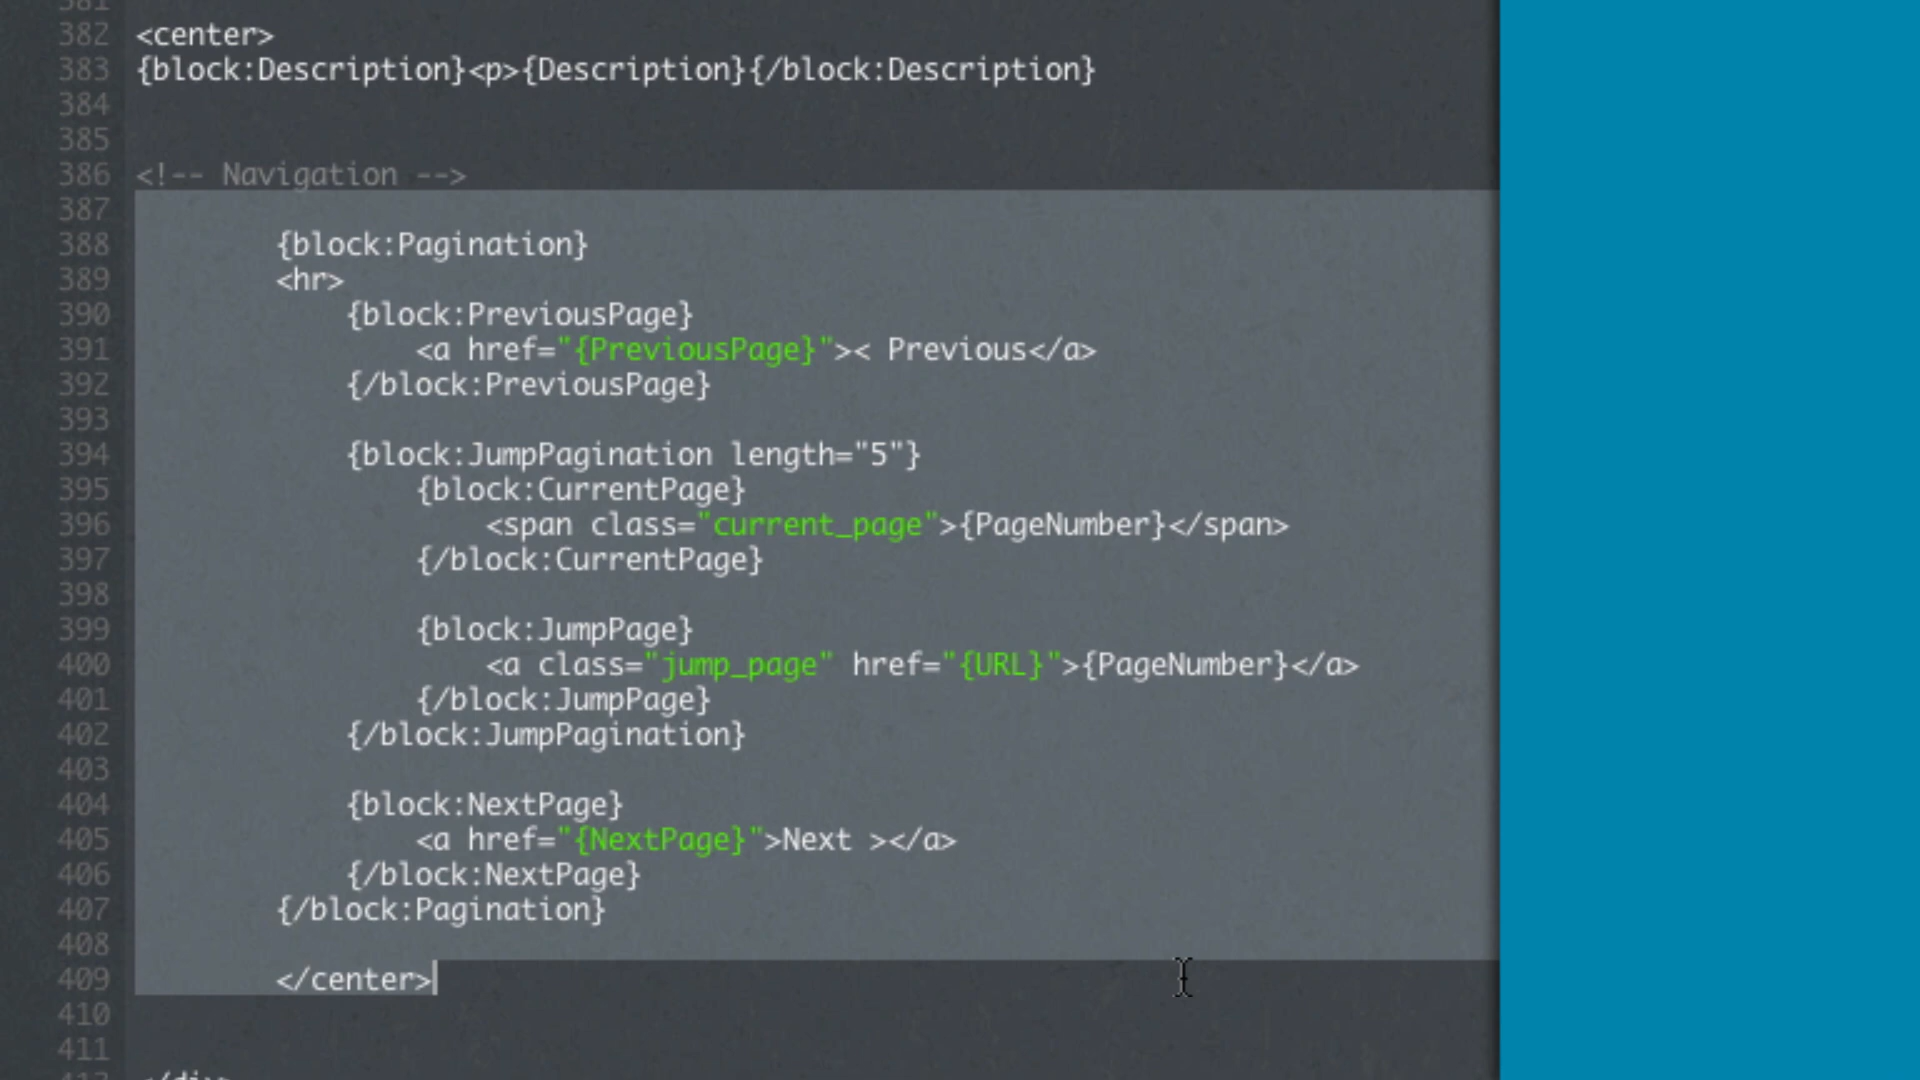 381
382 <center>
383 {block:Description}<p>{Description}{/block:Description}
384
385
386 <!-- Navigation -->
387
388 {block:Pagination}
389 <hr>
390 {block:PreviousPage}
391 <a href="{PreviousPage}">< Previous</a>
392 {/block:PreviousPage}
393
394 {block:JumpPagination length="5"}
395 {block:CurrentPage}
396 <span class="current_page">{PageNumber}</span>
397 {/block:CurrentPage}
398
399 {block:JumpPage}
400 <a class="jump_page" href="{URL}">{PageNumber}</a>
401 {/block:JumpPage}
402 {/block:JumpPagination}
403
404 {block:NextPage}
405 <a href="{NextPage}">Next ></a>
406 {/block:NextPage}
407 {/block:Pagination}
408
409 </center>
410
411
412 </div>